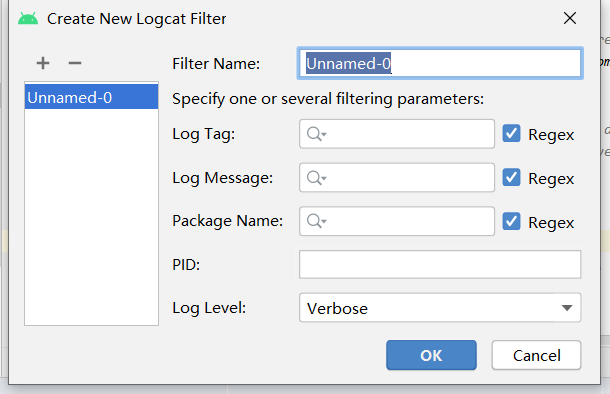 Create New Logcat Filter
Unnamed-0
Filter Name: Unnamed-0
Specify one or several filtering parameters:
Log Tag: Regex
Log Message: Regex
Package Name: Regex
PID:
Log Level: Verbose
OK Cancel